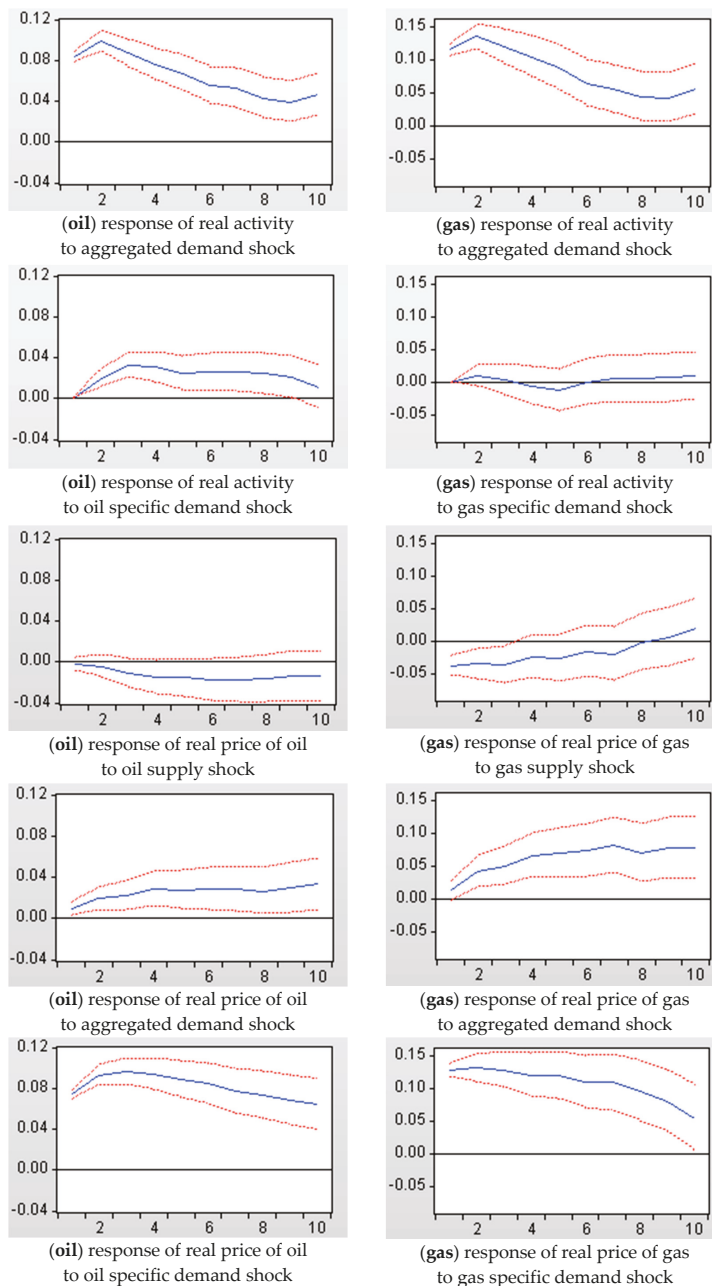 0.12
0.08
0.04
0.00
-0.04
2 4 6 8 10
(oil) response of real activity
to aggregated demand shock
0.15
0.10
0.05
0.00
-0.05
2 4 6 8 10
(gas) response of real activity
to aggregated demand shock
0.12
0.08
0.04
0.00
-0.04
2 4 6 8 10
(oil) response of real activity
to oil specific demand shock
0.15
0.10
0.05
0.00
-0.05
2 4 6 8 10
(gas) response of real activity
to gas specific demand shock
0.12
0.08
0.04
0.00
-0.04
2 4 6 8 10
(oil) response of real price of oil
to oil supply shock
0.15
0.10
0.05
0.00
-0.05
2 4 6 8 10
(gas) response of real price of gas
to gas supply shock
0.12
0.08
0.04
0.00
-0.04
2 4 6 8 10
(oil) response of real price of oil
to aggregated demand shock
0.15
0.10
0.05
0.00
-0.05
2 4 6 8 10
(gas) response of real price of gas
to aggregated demand shock
0.12
0.08
0.04
0.00
-0.04
2 4 6 8 10
(oil) response of real price of oil
to oil specific demand shock
0.15
0.10
0.05
0.00
-0.05
2 4 6 8 10
(gas) response of real price of gas
to gas specific demand shock